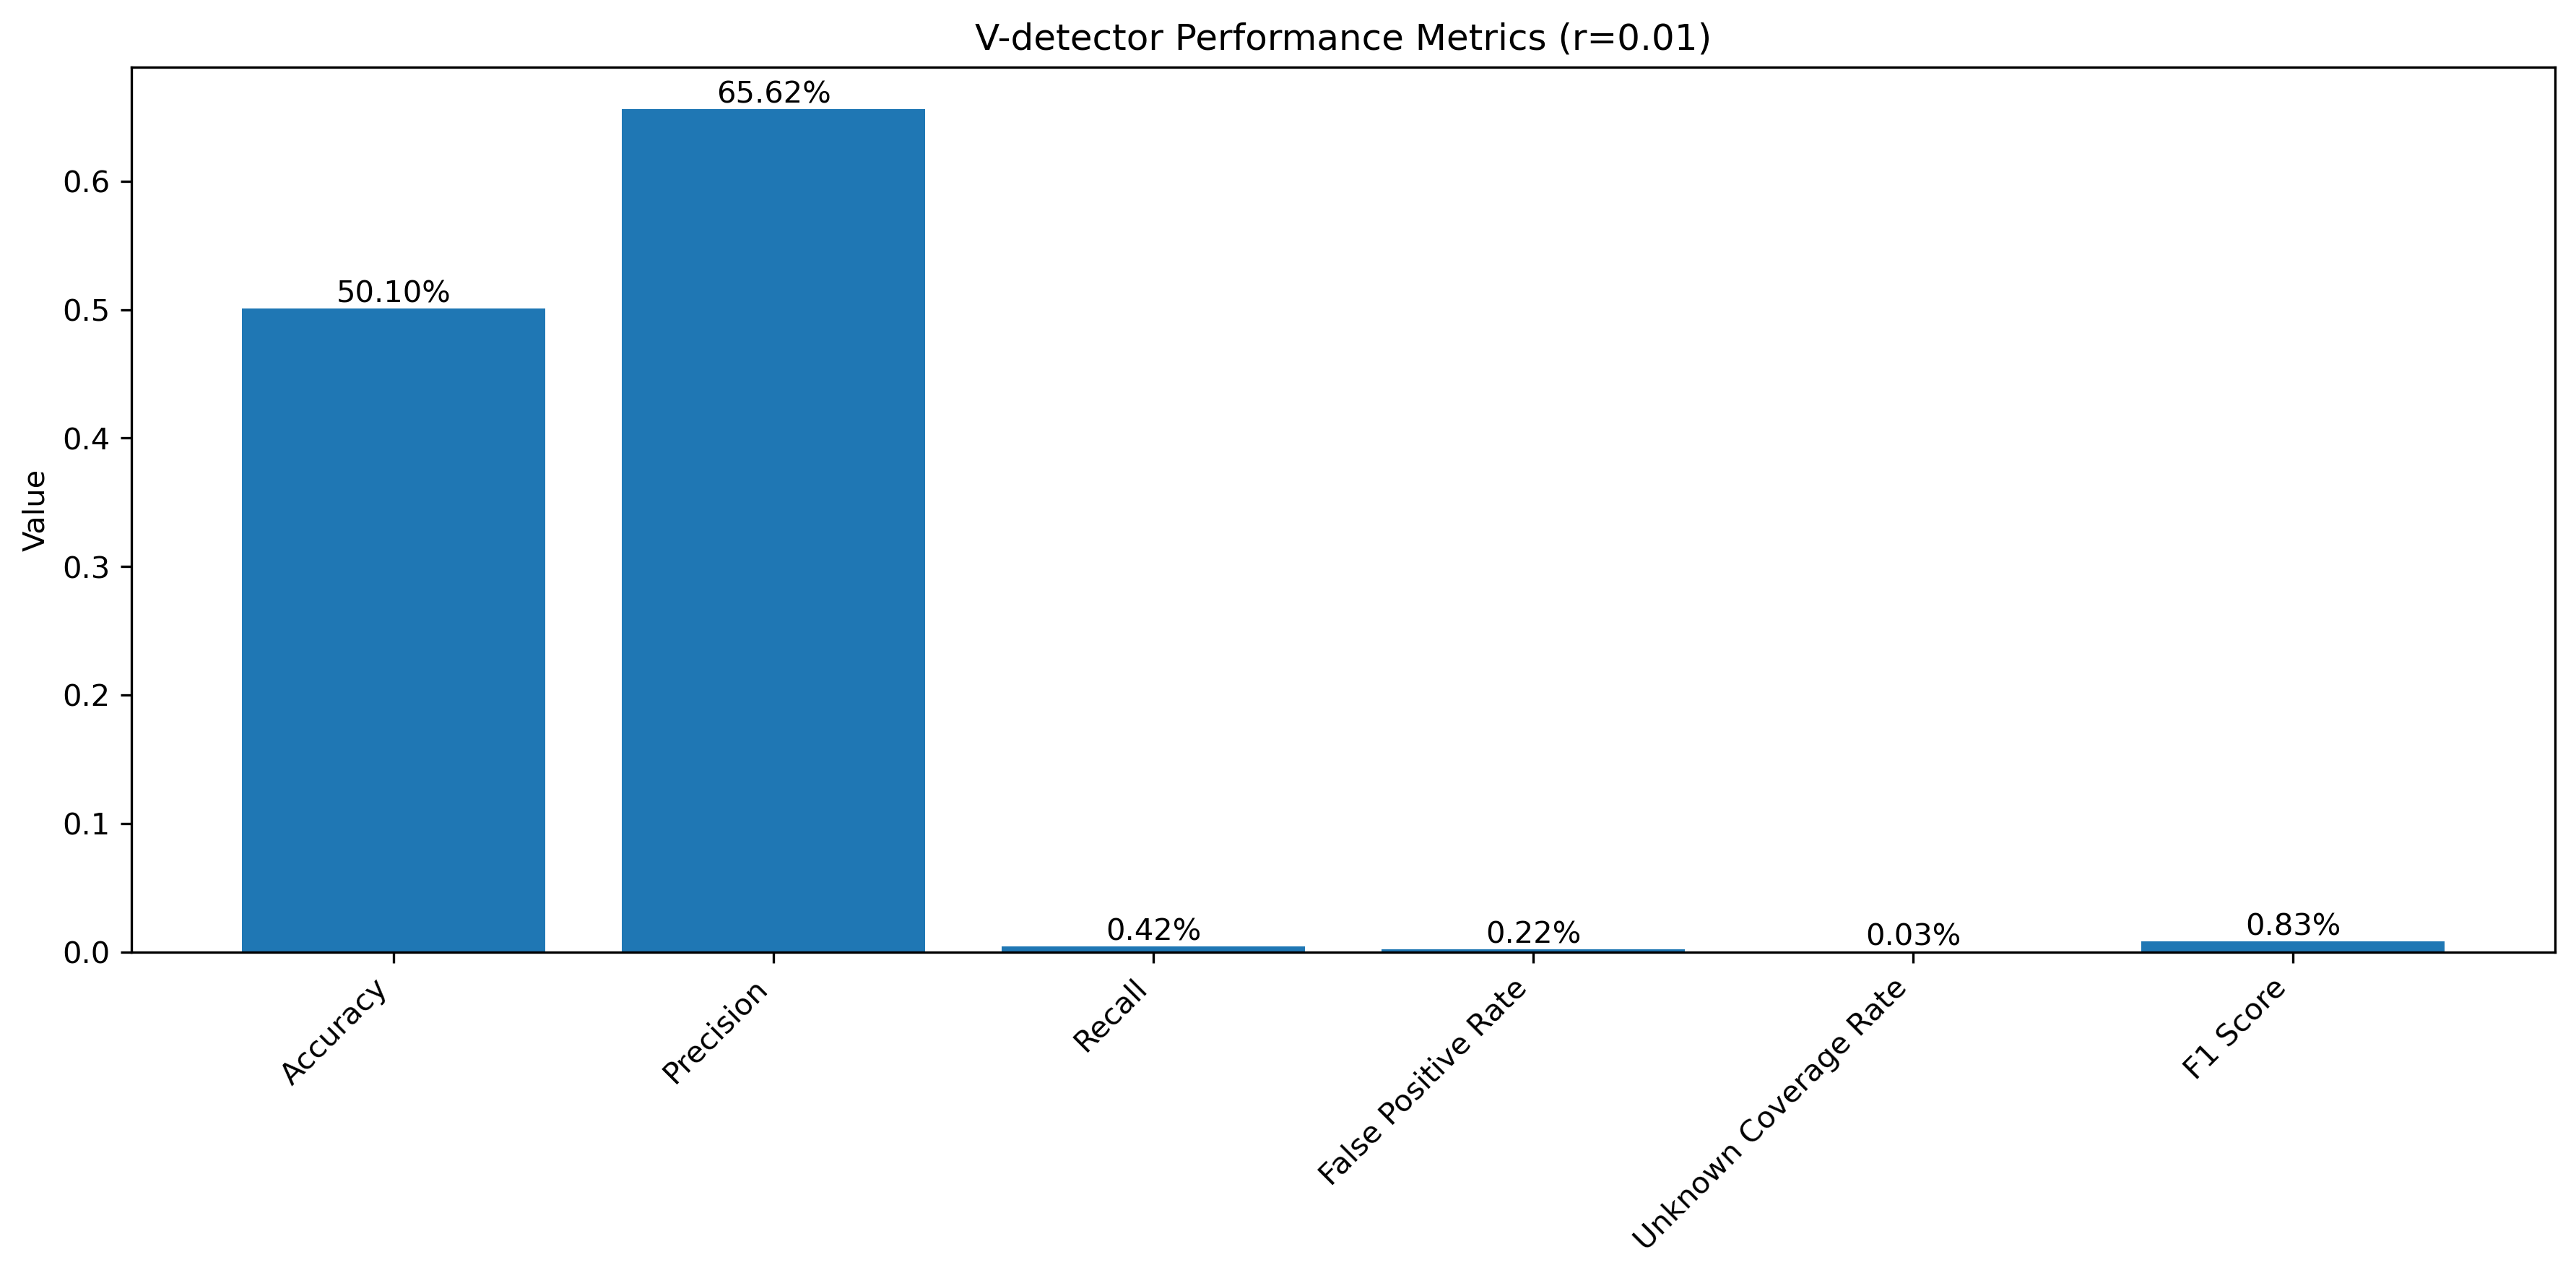 V-detector Performance Metrics (r=0.01)
Value
0.6
0.5
0.4
0.3
0.2
0.1
0.0
50.10%
65.62%
0.42%
0.22%
0.03%
0.83%
Accuracy
Precision
Recall
False Positive Rate
Unknown Coverage Rate
F1 Score